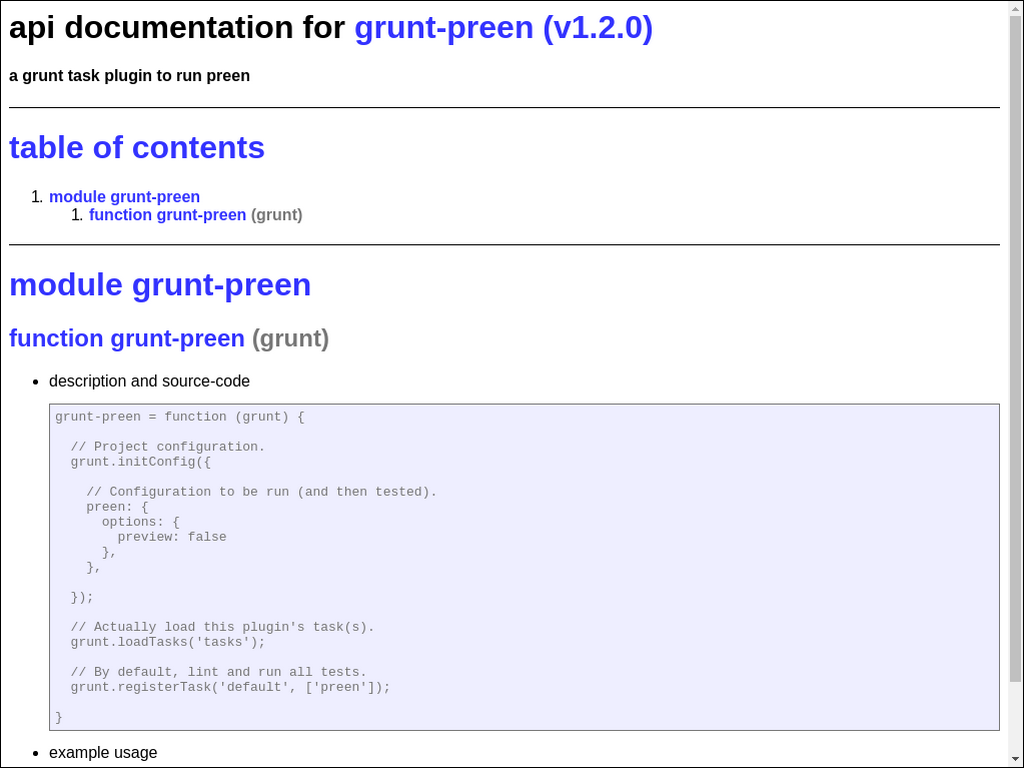 api documentation for grunt-preen (v1.2.0)
a grunt task plugin to run preen
table of contents
1. module grunt-preen
1. function grunt-preen (grunt)
module grunt-preen
function grunt-preen (grunt)
• description and source-code
grunt-preen = function (grunt) {
  // Project configuration.
  grunt.initConfig({
    // Configuration to be run (and then tested).
    preen: {
      options: {
        preview: false
      },
    },
  });
  // Actually load this plugin's task(s).
  grunt.loadTasks('tasks');
  // By default, lint and run all tests.
  grunt.registerTask('default', ['preen']);
}
• example usage